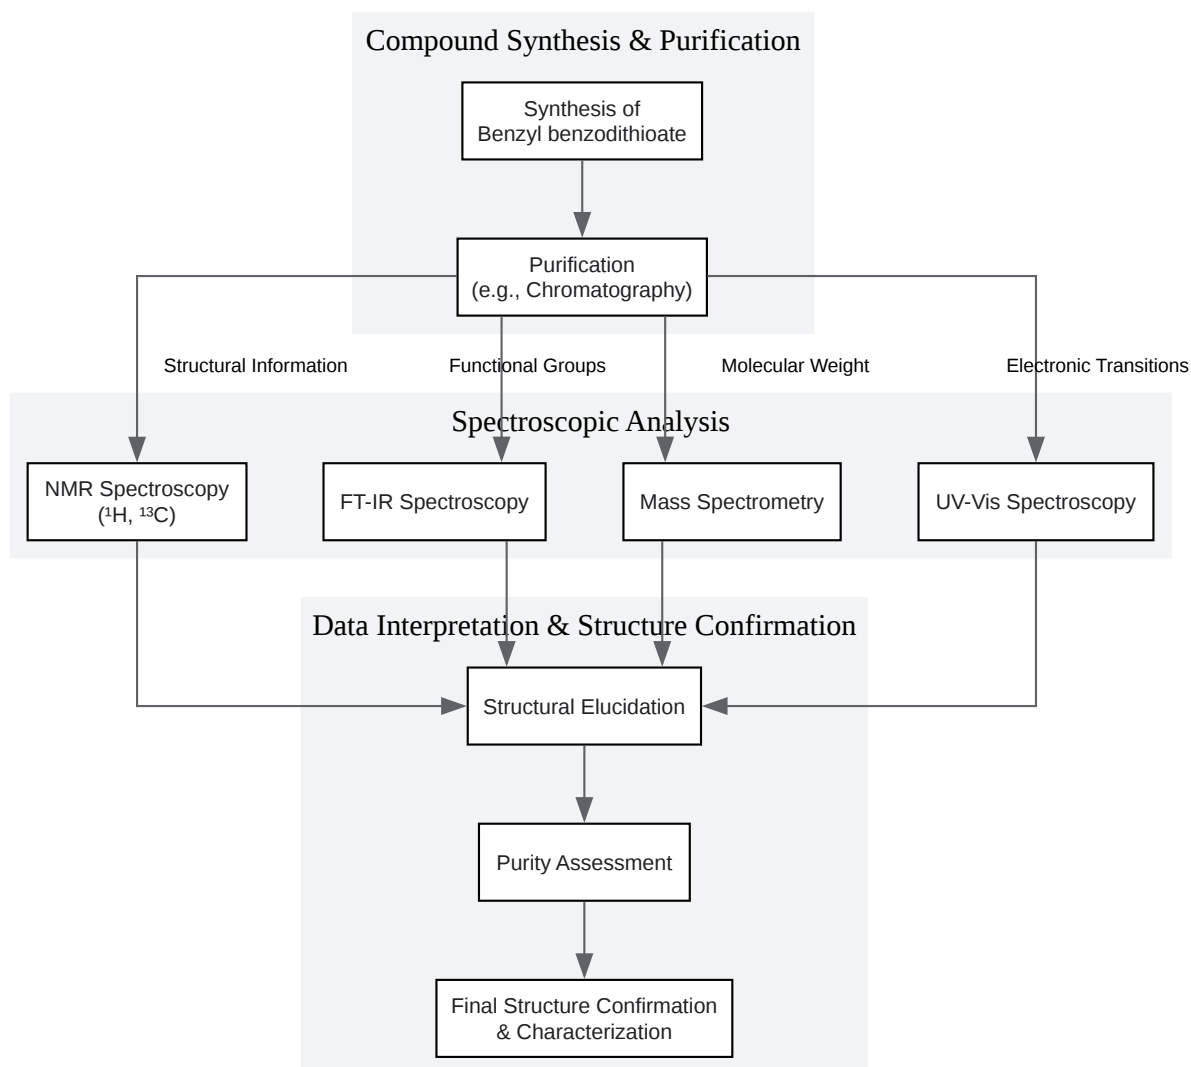 Compound Synthesis & Purification
Synthesis of
Benzyl benzodithioate
Purification
(e.g., Chromatography)
Structural Information
Functional Groups
Molecular Weight
Electronic Transitions
Spectroscopic Analysis
NMR Spectroscopy
(¹H, ¹³C)
FT-IR Spectroscopy
Mass Spectrometry
UV-Vis Spectroscopy
Data Interpretation & Structure Confirmation
Structural Elucidation
Purity Assessment
Final Structure Confirmation
& Characterization